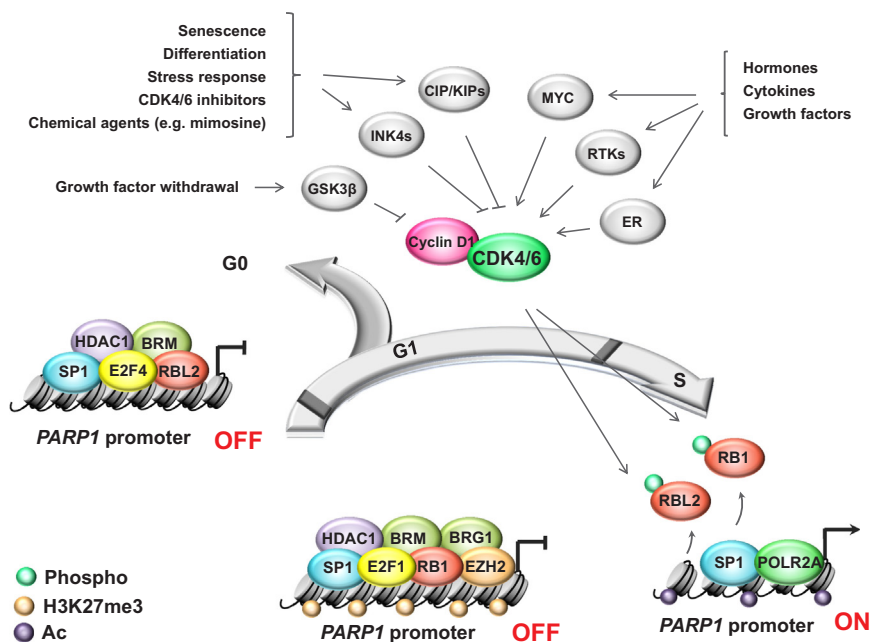 Senescence
Differentiation
Stress response
CDK4/6 inhibitors
Chemical agents (e.g. mimosine)
Growth factor withdrawal
CIP/KIPs
INK4s
GSK3β
MYC
RTKs
ER
Hormones
Cytokines
Growth factors
Cyclin D1
CDK4/6
G0
G1
S
HDAC1
BRM
SP1
E2F4
RBL2
PARP1 promoter
OFF
HDAC1
BRM
BRG1
SP1
E2F1
RB1
EZH2
PARP1 promoter
OFF
RB1
RBL2
SP1
POLR2A
PARP1 promoter
ON
Phospho
H3K27me3
Ac